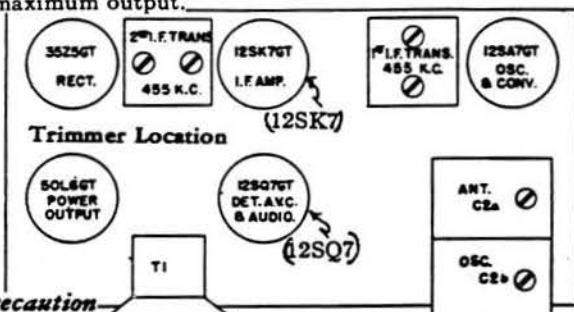 maximum output.
35Z5GT
RECT.
2nd I.F. TRANS
455 K.C.
12SK7GT
I.F. AMP.
(12SK7)
1st I.F. TRANS.
455 K.C.
12SA7GT
OSC.
& CONV.
Trimmer Location
50L6GT
POWER
OUTPUT
12SQ7GT
DET. A.V.C.
& AUDIO.
(12SQ7)
ANT.
C2a
OSC.
C2b
T1
recaution